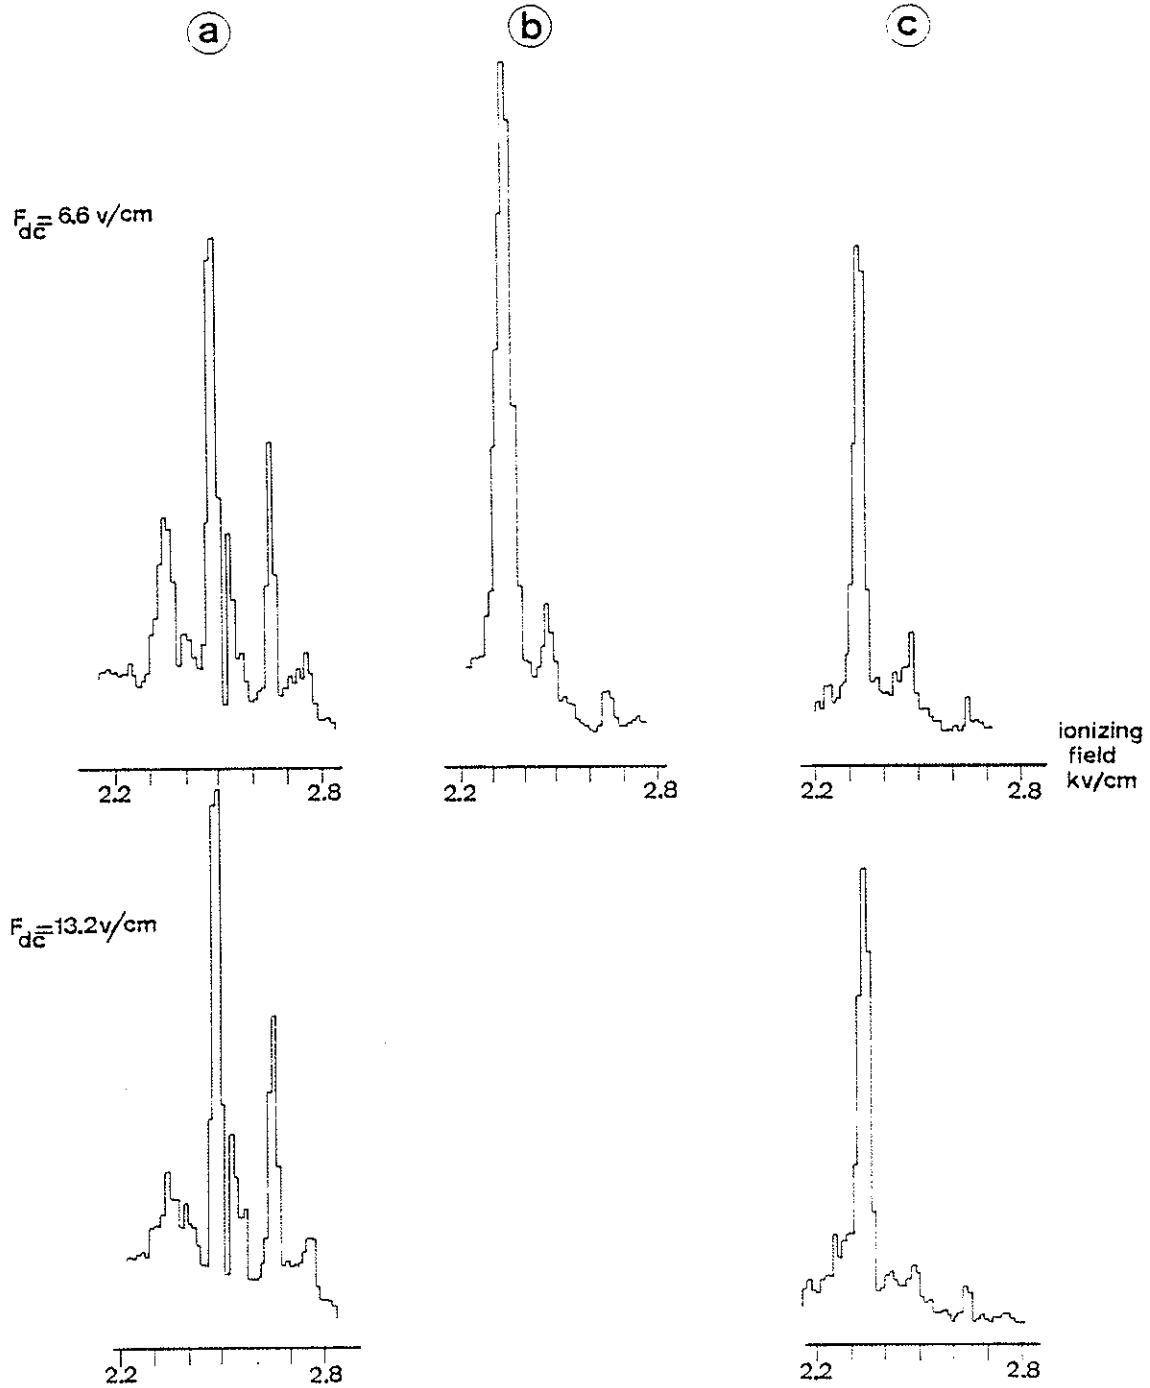 a b c
F_dc= 6.6 v/cm
2.2 2.8 2.2 2.8 2.2 2.8
ionizing
field
kv/cm
F_dc=13.2v/cm
2.2 2.8 2.2 2.8